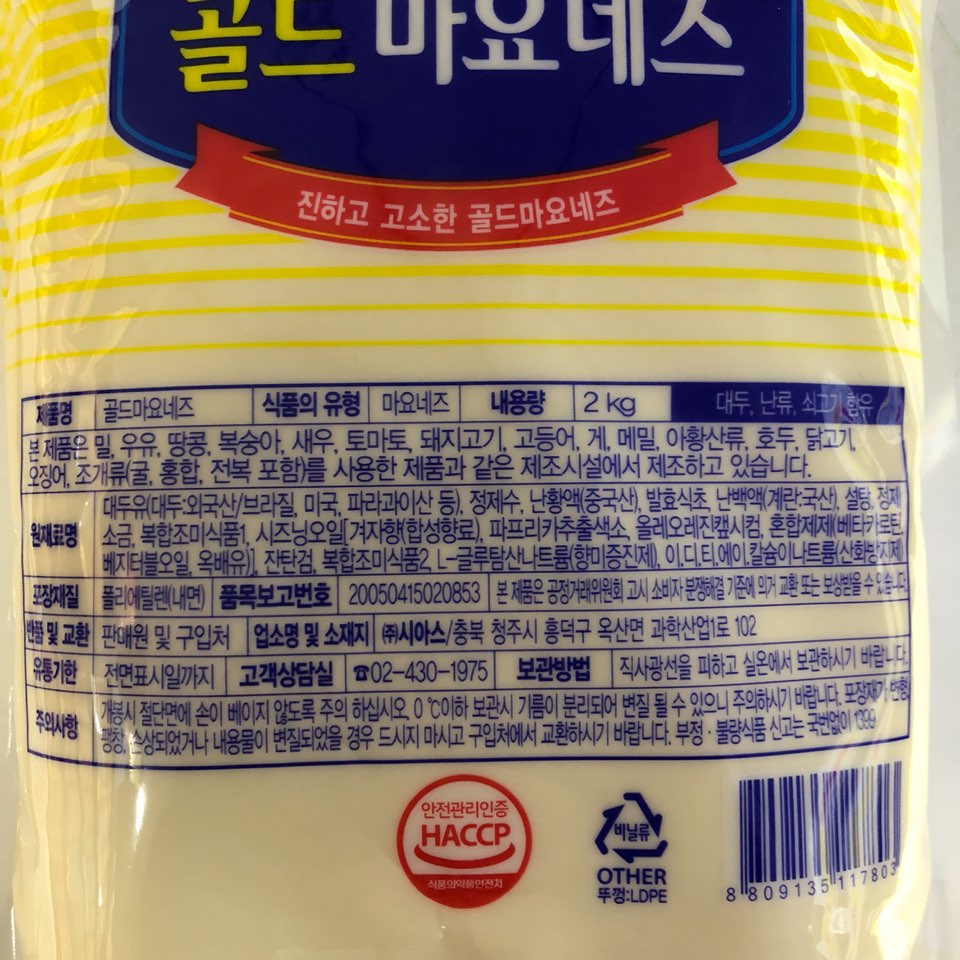 골드 마요네즈
진하고 고소한 골드마요네즈
제품명 골드마요네즈 식품의 유형 마요네즈 내용량 2 kg 대두, 난류, 쇠고기 함유
본 제품은 밀, 우유, 땅콩, 복숭아, 새우, 토마토, 돼지고기, 고등어, 게, 메밀, 아황산류, 호두, 닭고기,
오징어, 조개류(굴, 홍합, 전복 포함)를 사용한 제품과 같은 제조시설에서 제조하고 있습니다.
원재료명 대두유(대두:외국산/브라질, 미국, 파라과이산 등), 정제수, 난황액(중국산), 발효식초, 난백액(계란:국산), 설탕, 정제
소금, 복합조미식품1, 시즈닝오일[겨자향(합성향료), 파프리카추출색소, 올레오레진캪시컴, 혼합제제(베타카로틴,
베지터블오일, 옥배유)], 잔탄검, 복합조미식품2, L-글루탐산나트륨(향미증진제), 이.디.티.에이.칼슘이나트륨(산화방지제)
포장재질 폴리에틸렌(내면) 품목보고번호 20050415020853 본 제품은 공정거래위원회 고시 소비자 분쟁해결 기준에 의거 교환 또는 보상받을 수 있습니다.
반품 및 교환 판매원 및 구입처 업소명 및 소재지 ㈜시아스/충북 청주시 흥덕구 옥산면 과학산업1로 102
유통기한 전면표시일까지 고객상담실 ☎02-430-1975 보관방법 직사광선을 피하고 실온에서 보관하시기 바랍니다.
주의사항 개봉시 절단면에 손이 베이지 않도록 주의 하십시오. 0 ℃이하 보관시 기름이 분리되어 변질 될 수 있으니 주의하시기 바랍니다. 포장재가 변형,
팽창, 손상되었거나 내용물이 변질되었을 경우 드시지 마시고 구입처에서 교환하시기 바랍니다. 부정 · 불량식품 신고는 국번없이 1399
안전관리인증
HACCP
식품의약품안전처
비닐류
OTHER
뚜껑:LDPE
8 809135 117803